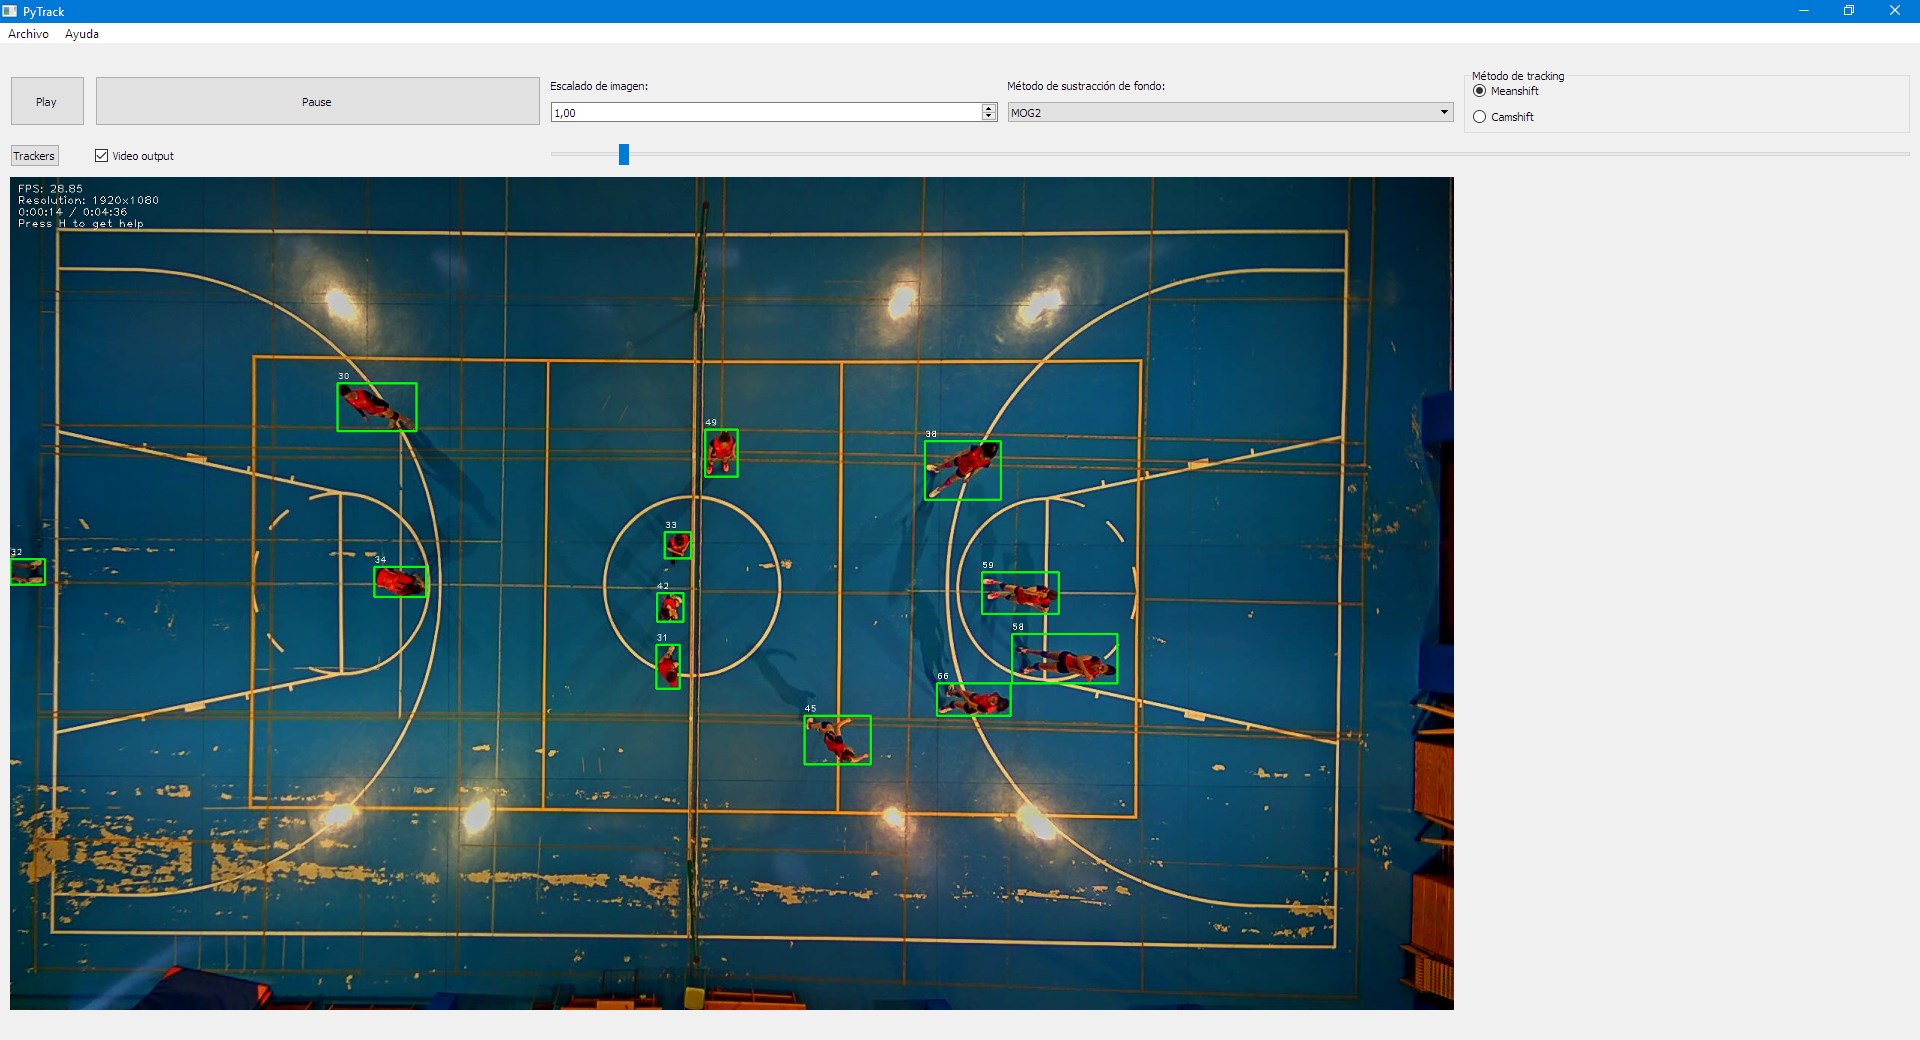 PyTrack
Archivo Ayuda
Play
Pause
Escalado de imagen:
1,00
Método de sustracción de fondo:
MOG2
Método de tracking
Meanshift
Camshift
Trackers
Video output
FPS: 28.85
Resolution: 1920x1080
0:00:14 / 0:04:36
Press H to get help
30
49
38
33
32
34
59
42
58
31
66
45